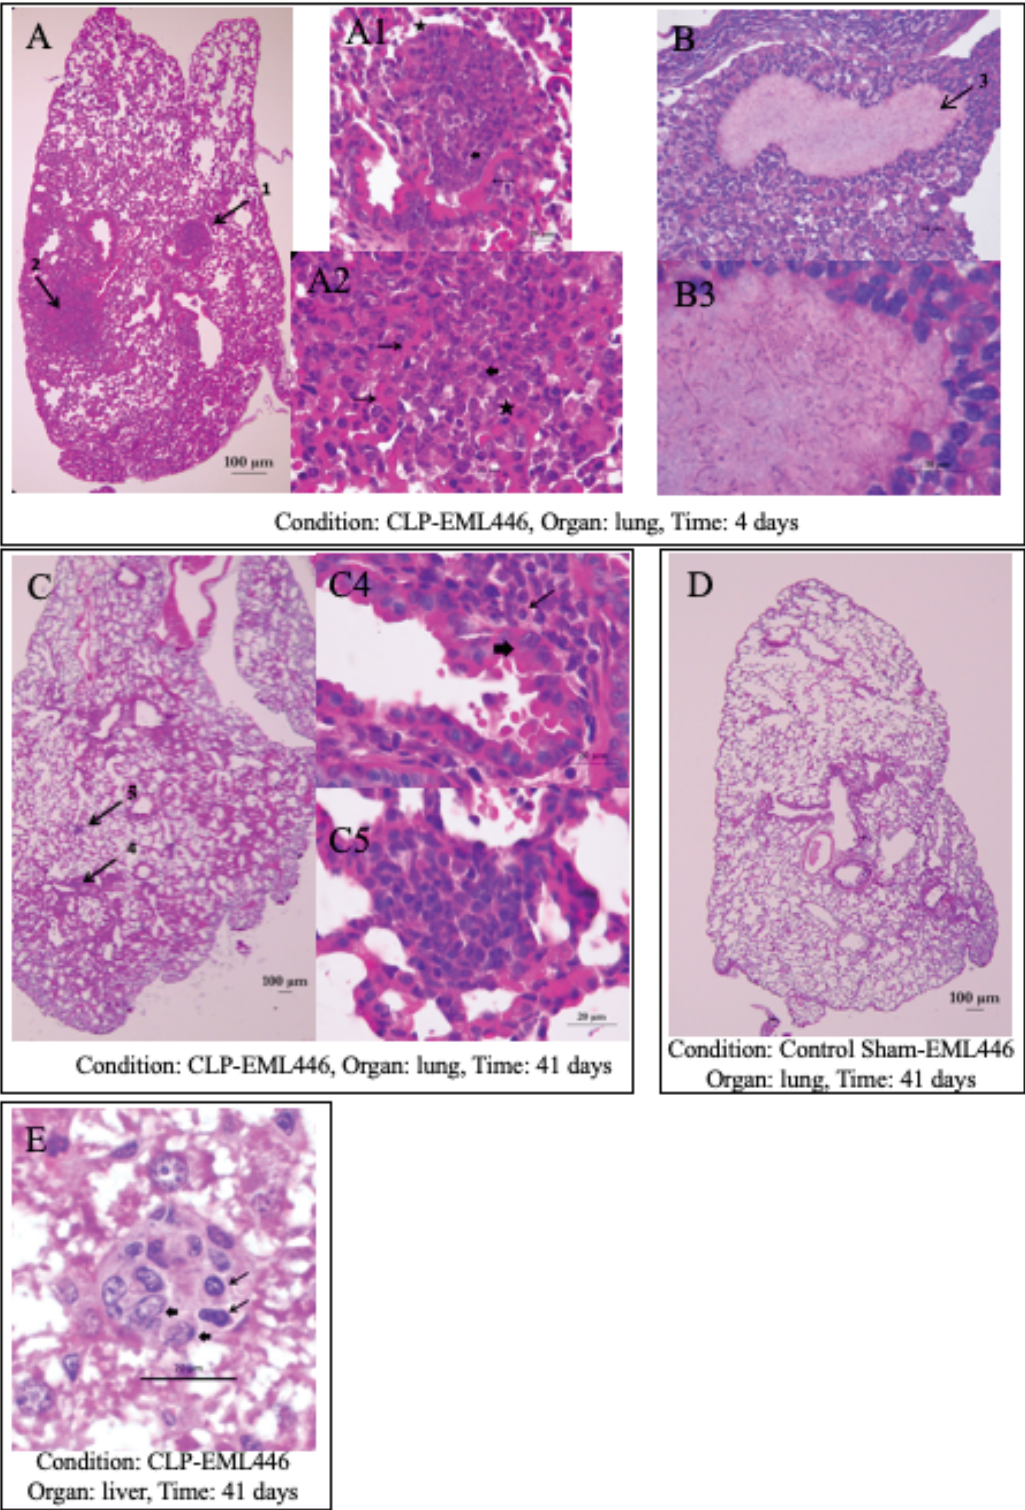 A
A1
B
3
1
2
A2
B3
100 µm
Condition: CLP-EML446, Organ: lung, Time: 4 days
C
C4
D
5
4
C5
100 µm
20 µm
100 µm
Condition: CLP-EML446, Organ: lung, Time: 41 days
Condition: Control Sham-EML446
Organ: lung, Time: 41 days
E
20 µm
Condition: CLP-EML446
Organ: liver, Time: 41 days